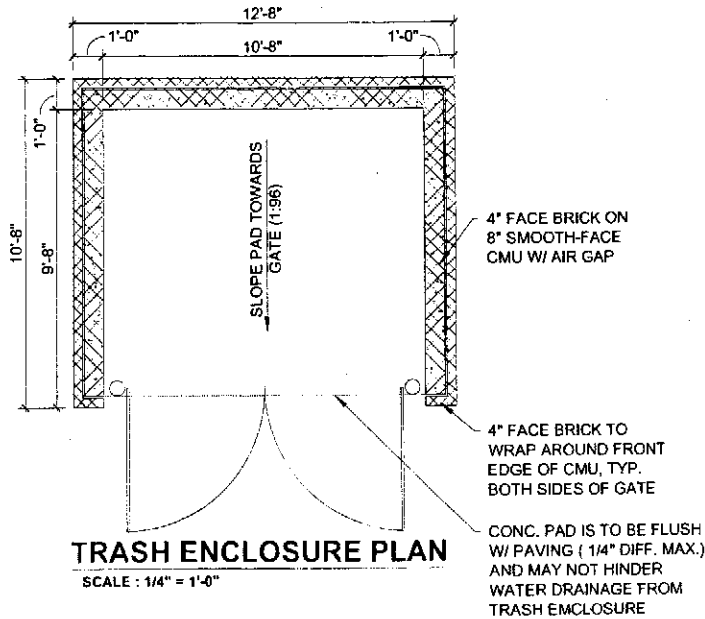 12'-8"
1'-0"
10'-8"
1'-0"
1'-0"
10'-8"
9'-8"
SLOPE PAD TOWARDS
GATE (1:96)
4" FACE BRICK ON
8" SMOOTH-FACE
CMU W/ AIR GAP
4" FACE BRICK TO
WRAP AROUND FRONT
EDGE OF CMU, TYP.
BOTH SIDES OF GATE
CONC. PAD IS TO BE FLUSH
W/ PAVING ( 1/4" DIFF. MAX.)
AND MAY NOT HINDER
WATER DRAINAGE FROM
TRASH EMCLOSURE
TRASH ENCLOSURE PLAN
SCALE : 1/4" = 1'-0"